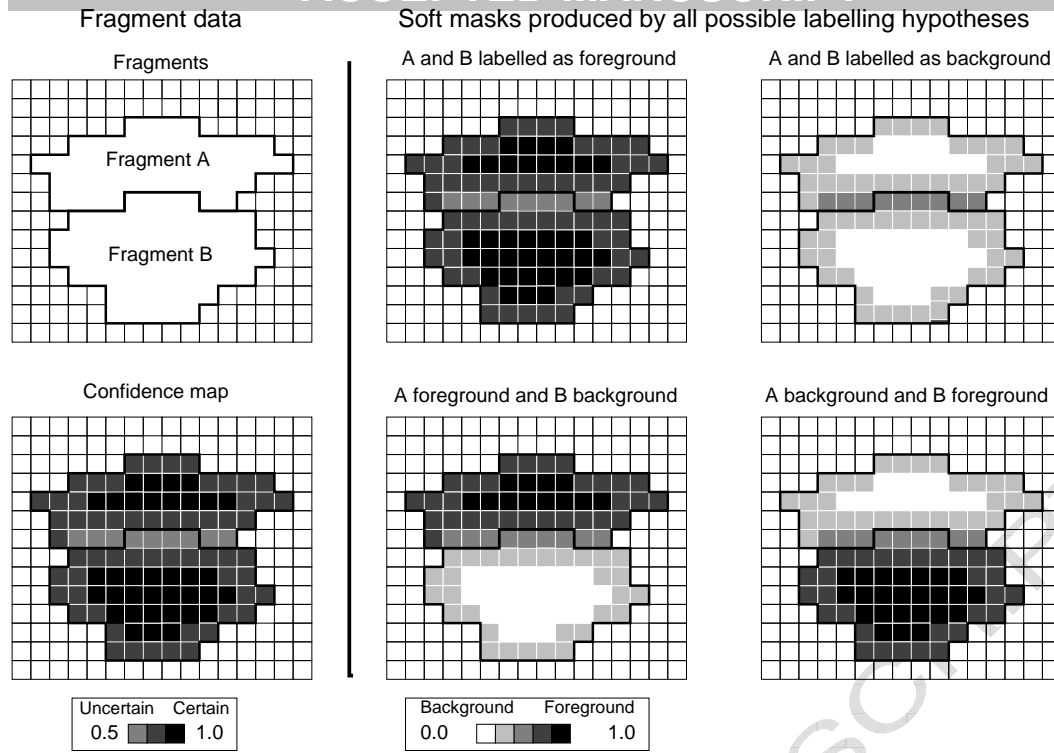 Fragment data
Soft masks produced by all possible labelling hypotheses
Fragments
A and B labelled as foreground
A and B labelled as background
Fragment A
Fragment B
Confidence map
A foreground and B background
A background and B foreground
Uncertain Certain
0.5 1.0
Background Foreground
0.0 1.0